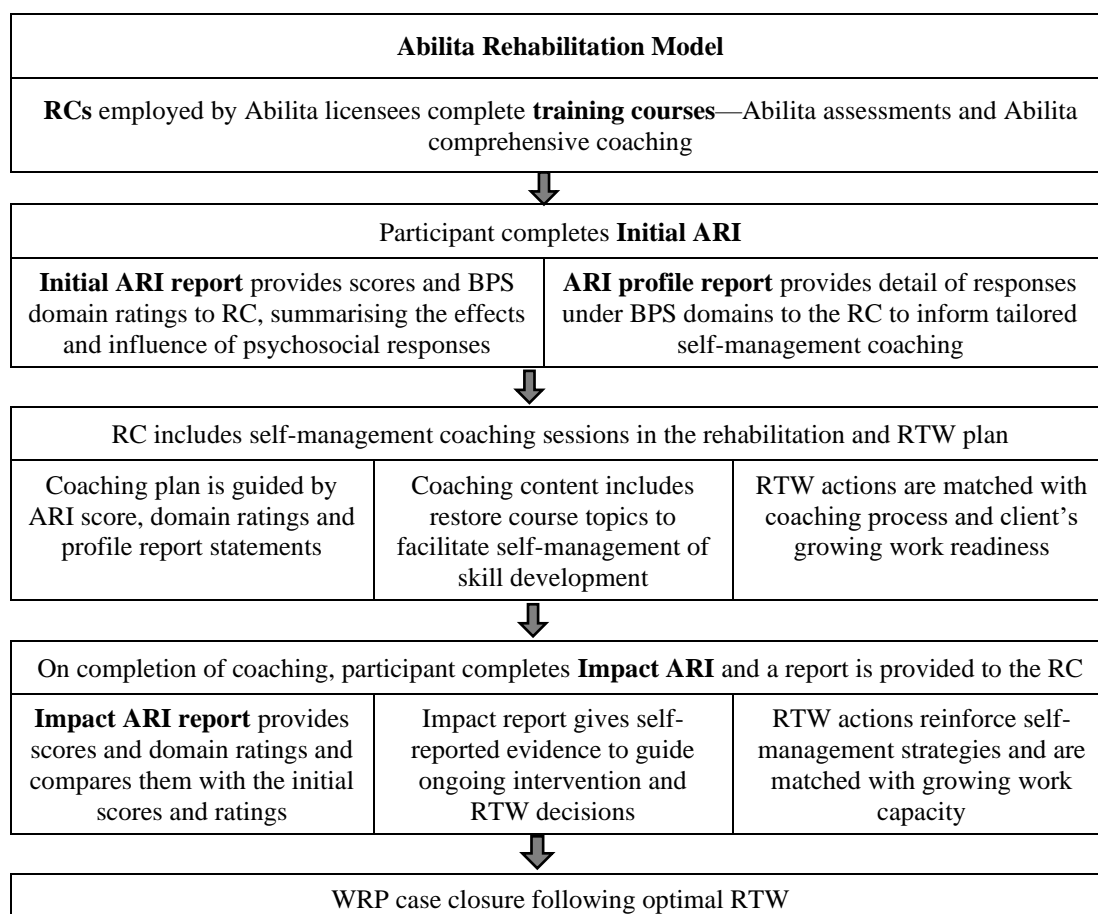 Abilita Rehabilitation Model
RCs employed by Abilita licensees complete training courses—Abilita assessments and Abilita
comprehensive coaching
Participant completes Initial ARI
Initial ARI report provides scores and BPS
domain ratings to RC, summarising the effects
and influence of psychosocial responses
ARI profile report provides detail of responses
under BPS domains to the RC to inform tailored
self-management coaching
RC includes self-management coaching sessions in the rehabilitation and RTW plan
Coaching plan is guided by
ARI score, domain ratings and
profile report statements
Coaching content includes
restore course topics to
facilitate self-management of
skill development
RTW actions are matched with
coaching process and client's
growing work readiness
On completion of coaching, participant completes Impact ARI and a report is provided to the RC
Impact ARI report provides
scores and domain ratings and
compares them with the initial
scores and ratings
Impact report gives self-
reported evidence to guide
ongoing intervention and
RTW decisions
RTW actions reinforce self-
management strategies and are
matched with growing work
capacity
WRP case closure following optimal RTW